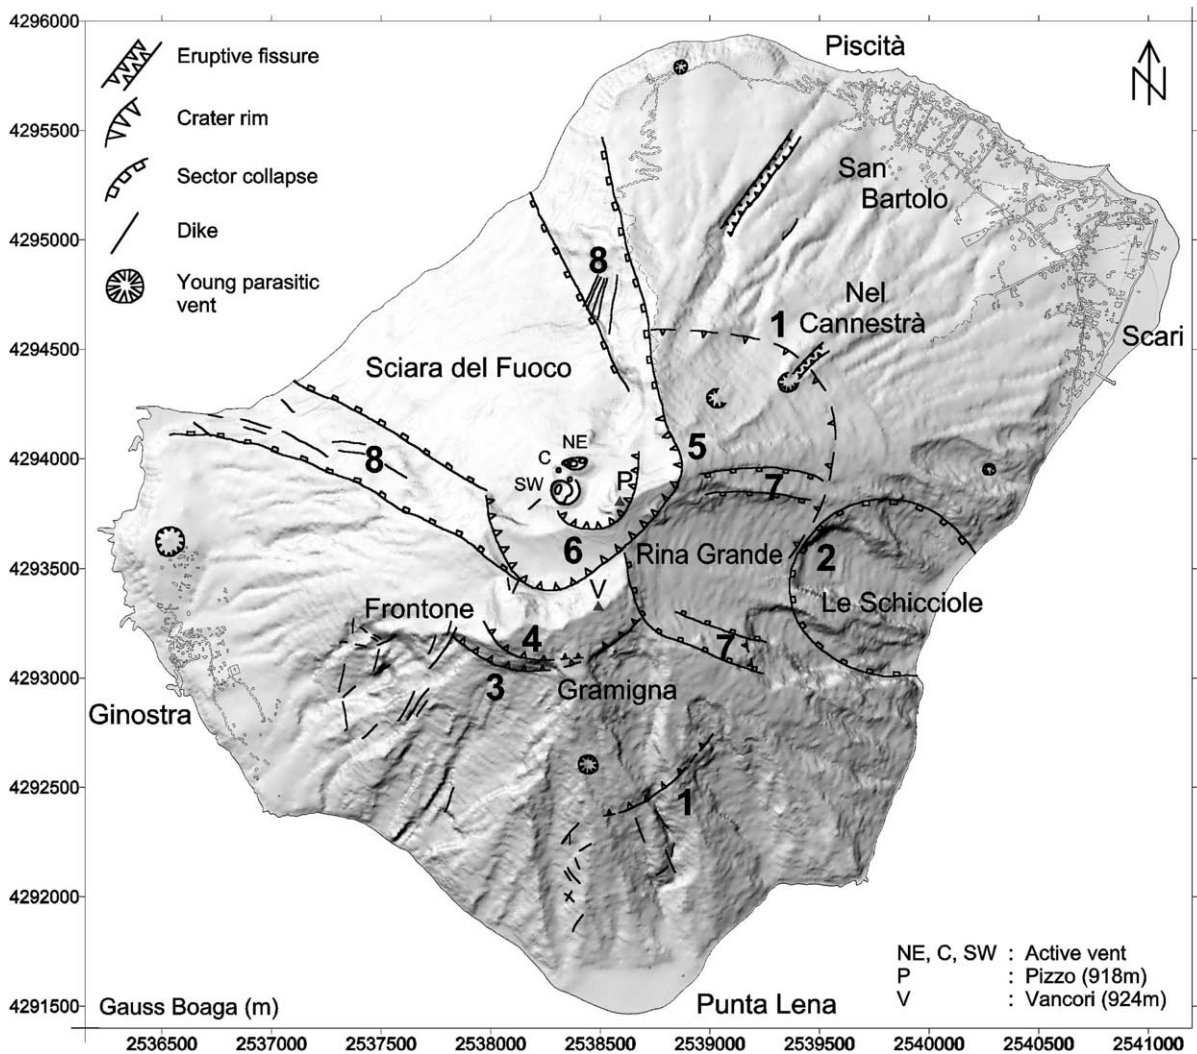 4296000
Piscità
Eruptive fissure
Crater rim
4295500
San
Bartolo
Sector collapse
Dike
4295000
8
Young parasitic
vent
Nel
Cannestrà
1
4294500
Scari
Sciara del Fuoco
5
NE
C
4294000
8
SW
P
7
6
Rina Grande
2
4293500
V
Frontone
Le Schicciole
4
7
4293000
3
Gramigna
Ginostra
4292500
1
4292000
NE, C, SW : Active vent
P : Pizzo (918m)
V : Vancori (924m)
4291500
Gauss Boaga (m)
Punta Lena
N
2536500 2537000 2537500 2538000 2538500 2539000 2539500 2540000 2540500 2541000